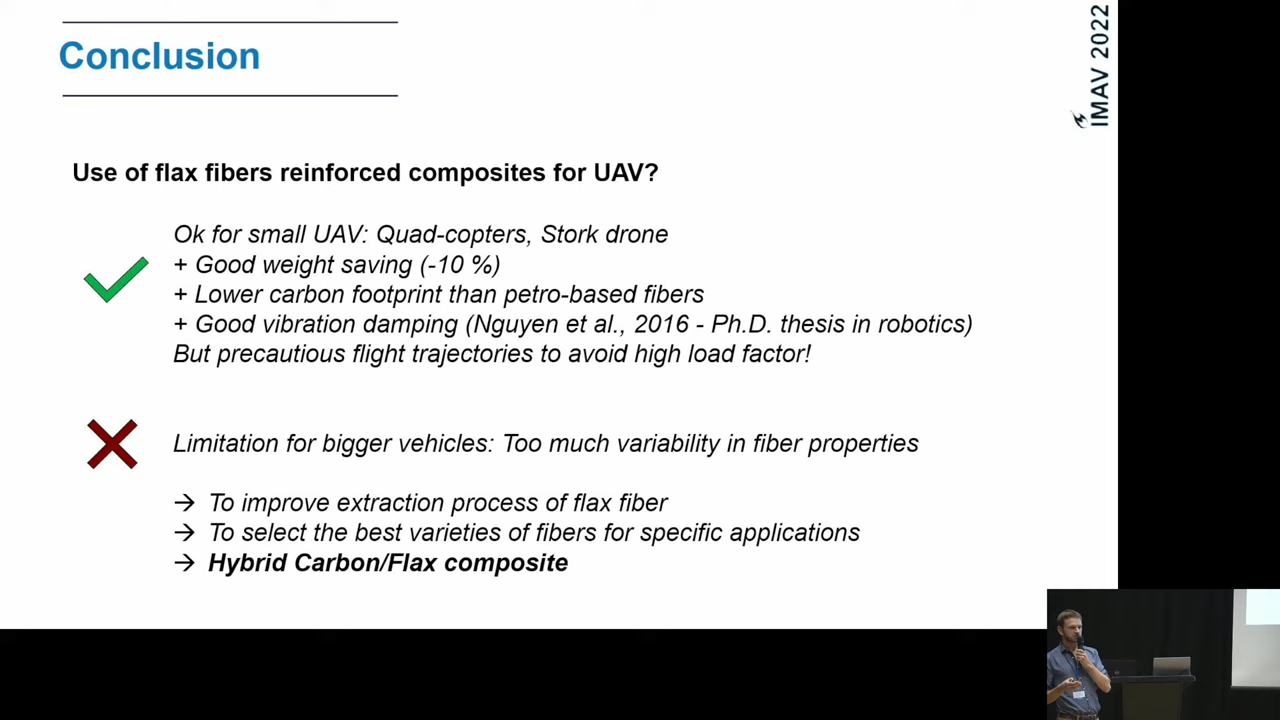 Conclusion
IMAV 2022
Use of flax fibers reinforced composites for UAV?
Ok for small UAV: Quad-copters, Stork drone
+ Good weight saving (-10 %)
+ Lower carbon footprint than petro-based fibers
+ Good vibration damping (Nguyen et al., 2016 - Ph.D. thesis in robotics)
But precautious flight trajectories to avoid high load factor!
Limitation for bigger vehicles: Too much variability in fiber properties
→ To improve extraction process of flax fiber
→ To select the best varieties of fibers for specific applications
→ Hybrid Carbon/Flax composite